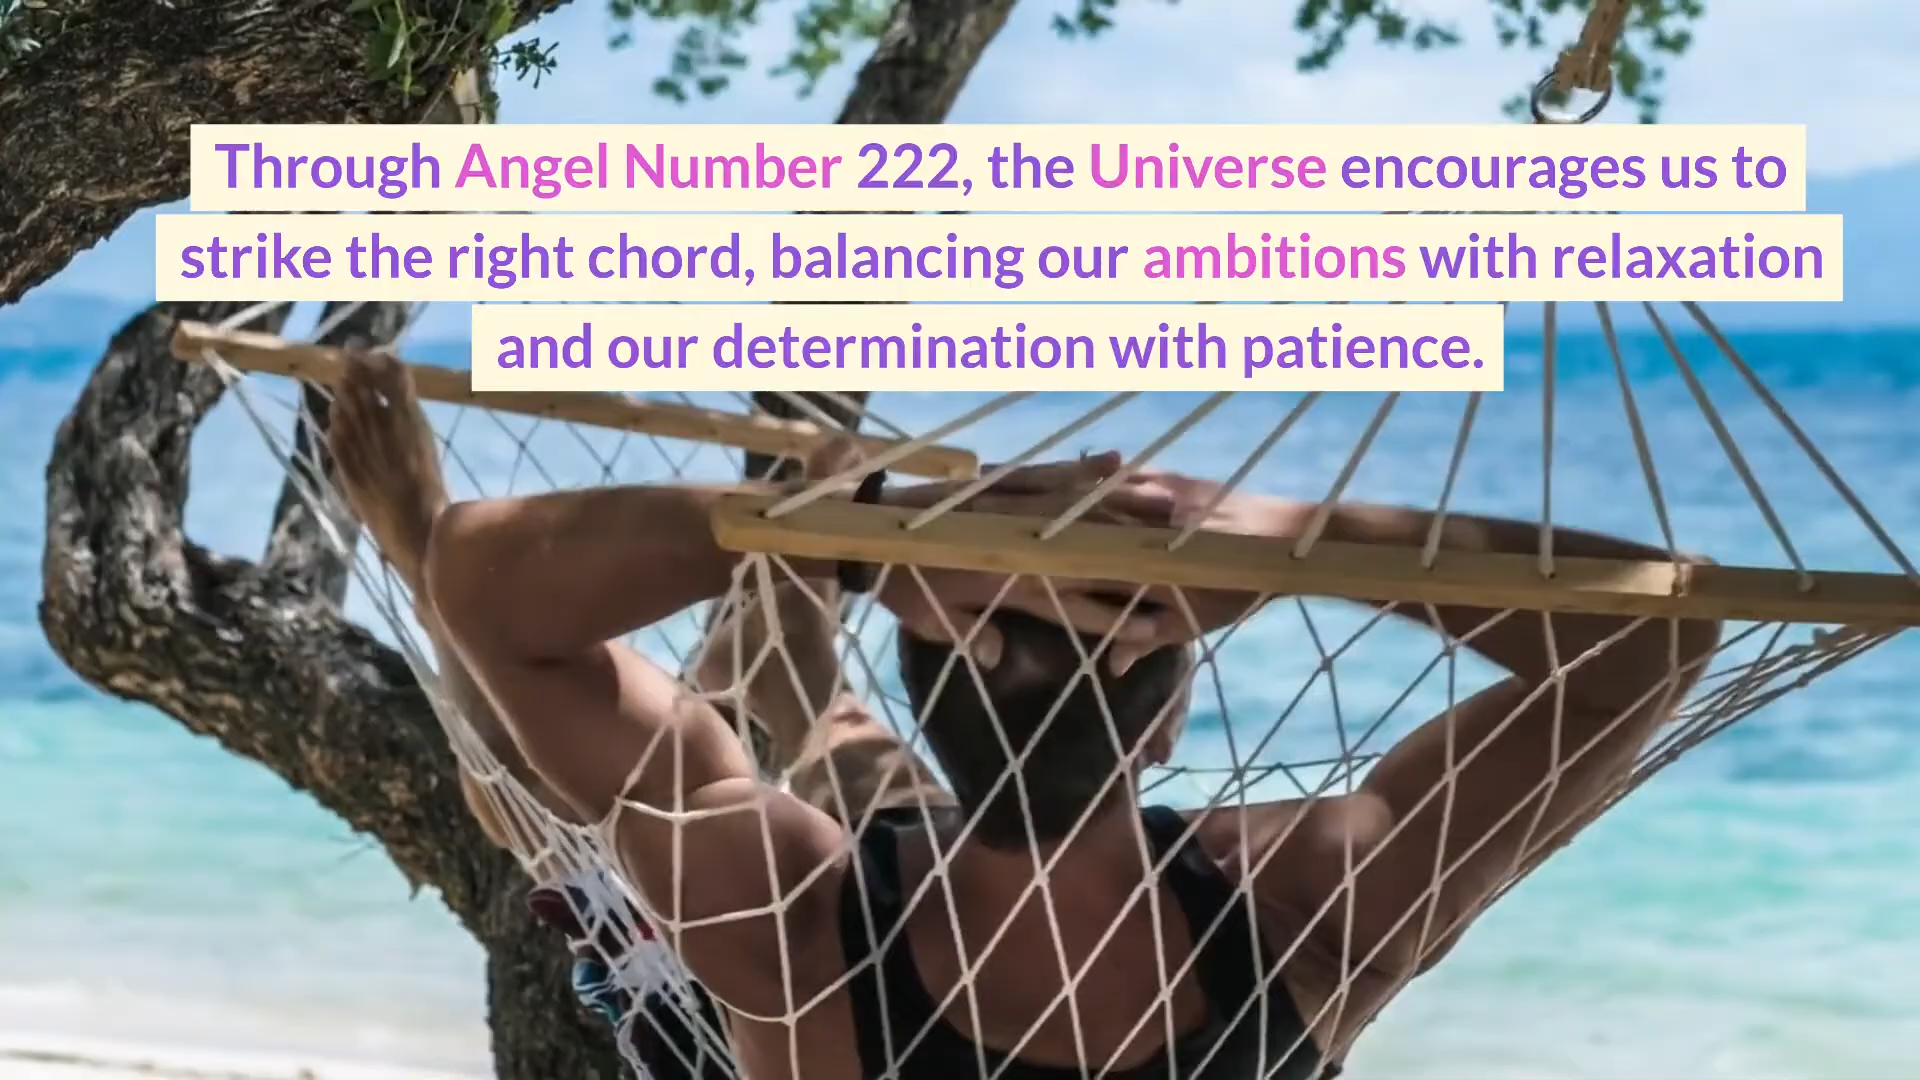 Through Angel Number 222, the Universe encourages us to
strike the right chord, balancing our ambitions with relaxation
and our determination with patience.